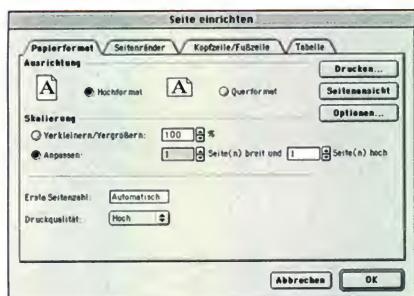 Seite einrichten
Papierformat Seitenränder Kopfzeile/Fußzeile Tabelle
Ausrichtung
A Hochformat A Querformat
Drucken...
Seitenansicht
Optionen...
Skalierung
Verkleinern/Vergrößern: 100 %
Anpassen: 1 Seite(n) breit und 1 Seite(n) hoch
Erste Seitenzahl: Automatisch
Druckqualität: Hoch
Abbrechen OK